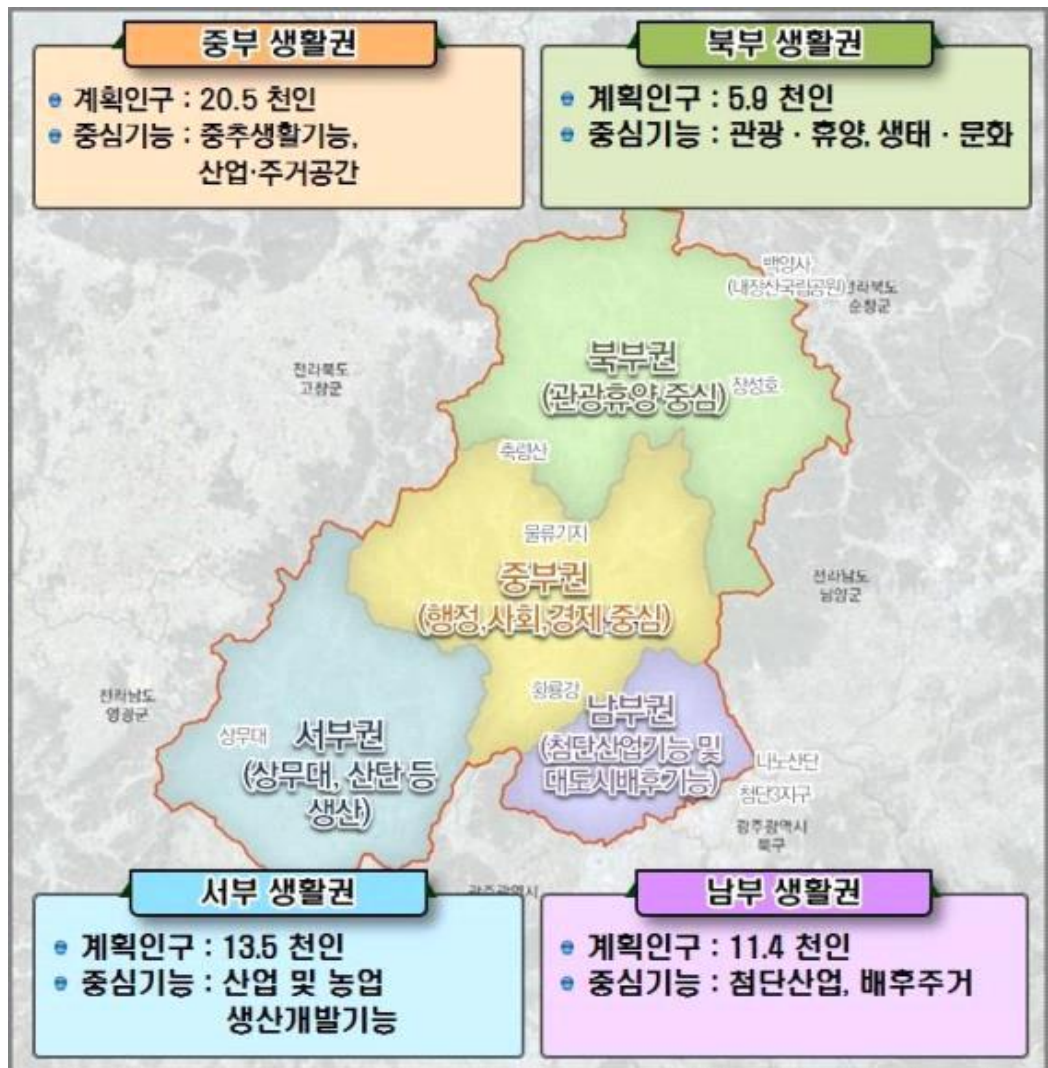 중부 생활권
계획인구 : 20.5 천인
중심기능 : 중추생활기능,
산업·주거공간
북부 생활권
계획인구 : 5.9 천인
중심기능 : 관광 · 휴양, 생태 · 문화
백양사
(내장산국립공원)
전라북도
순창군
전라북도
고창군
북부권
(관광휴양 중심)
장성호
축령산
물류기지
중부권
(행정,사회,경제 중심)
전라남도
담양군
황룡강
전라남도
영광군
상무대
서부권
(상무대, 산단 등
생산)
남부권
(첨단산업기능 및
대도시배후기능)
나노산단
첨단3지구
광주광역시
북구
광주광역시
서부 생활권
계획인구 : 13.5 천인
중심기능 : 산업 및 농업
생산개발기능
남부 생활권
계획인구 : 11.4 천인
중심기능 : 첨단산업, 배후주거